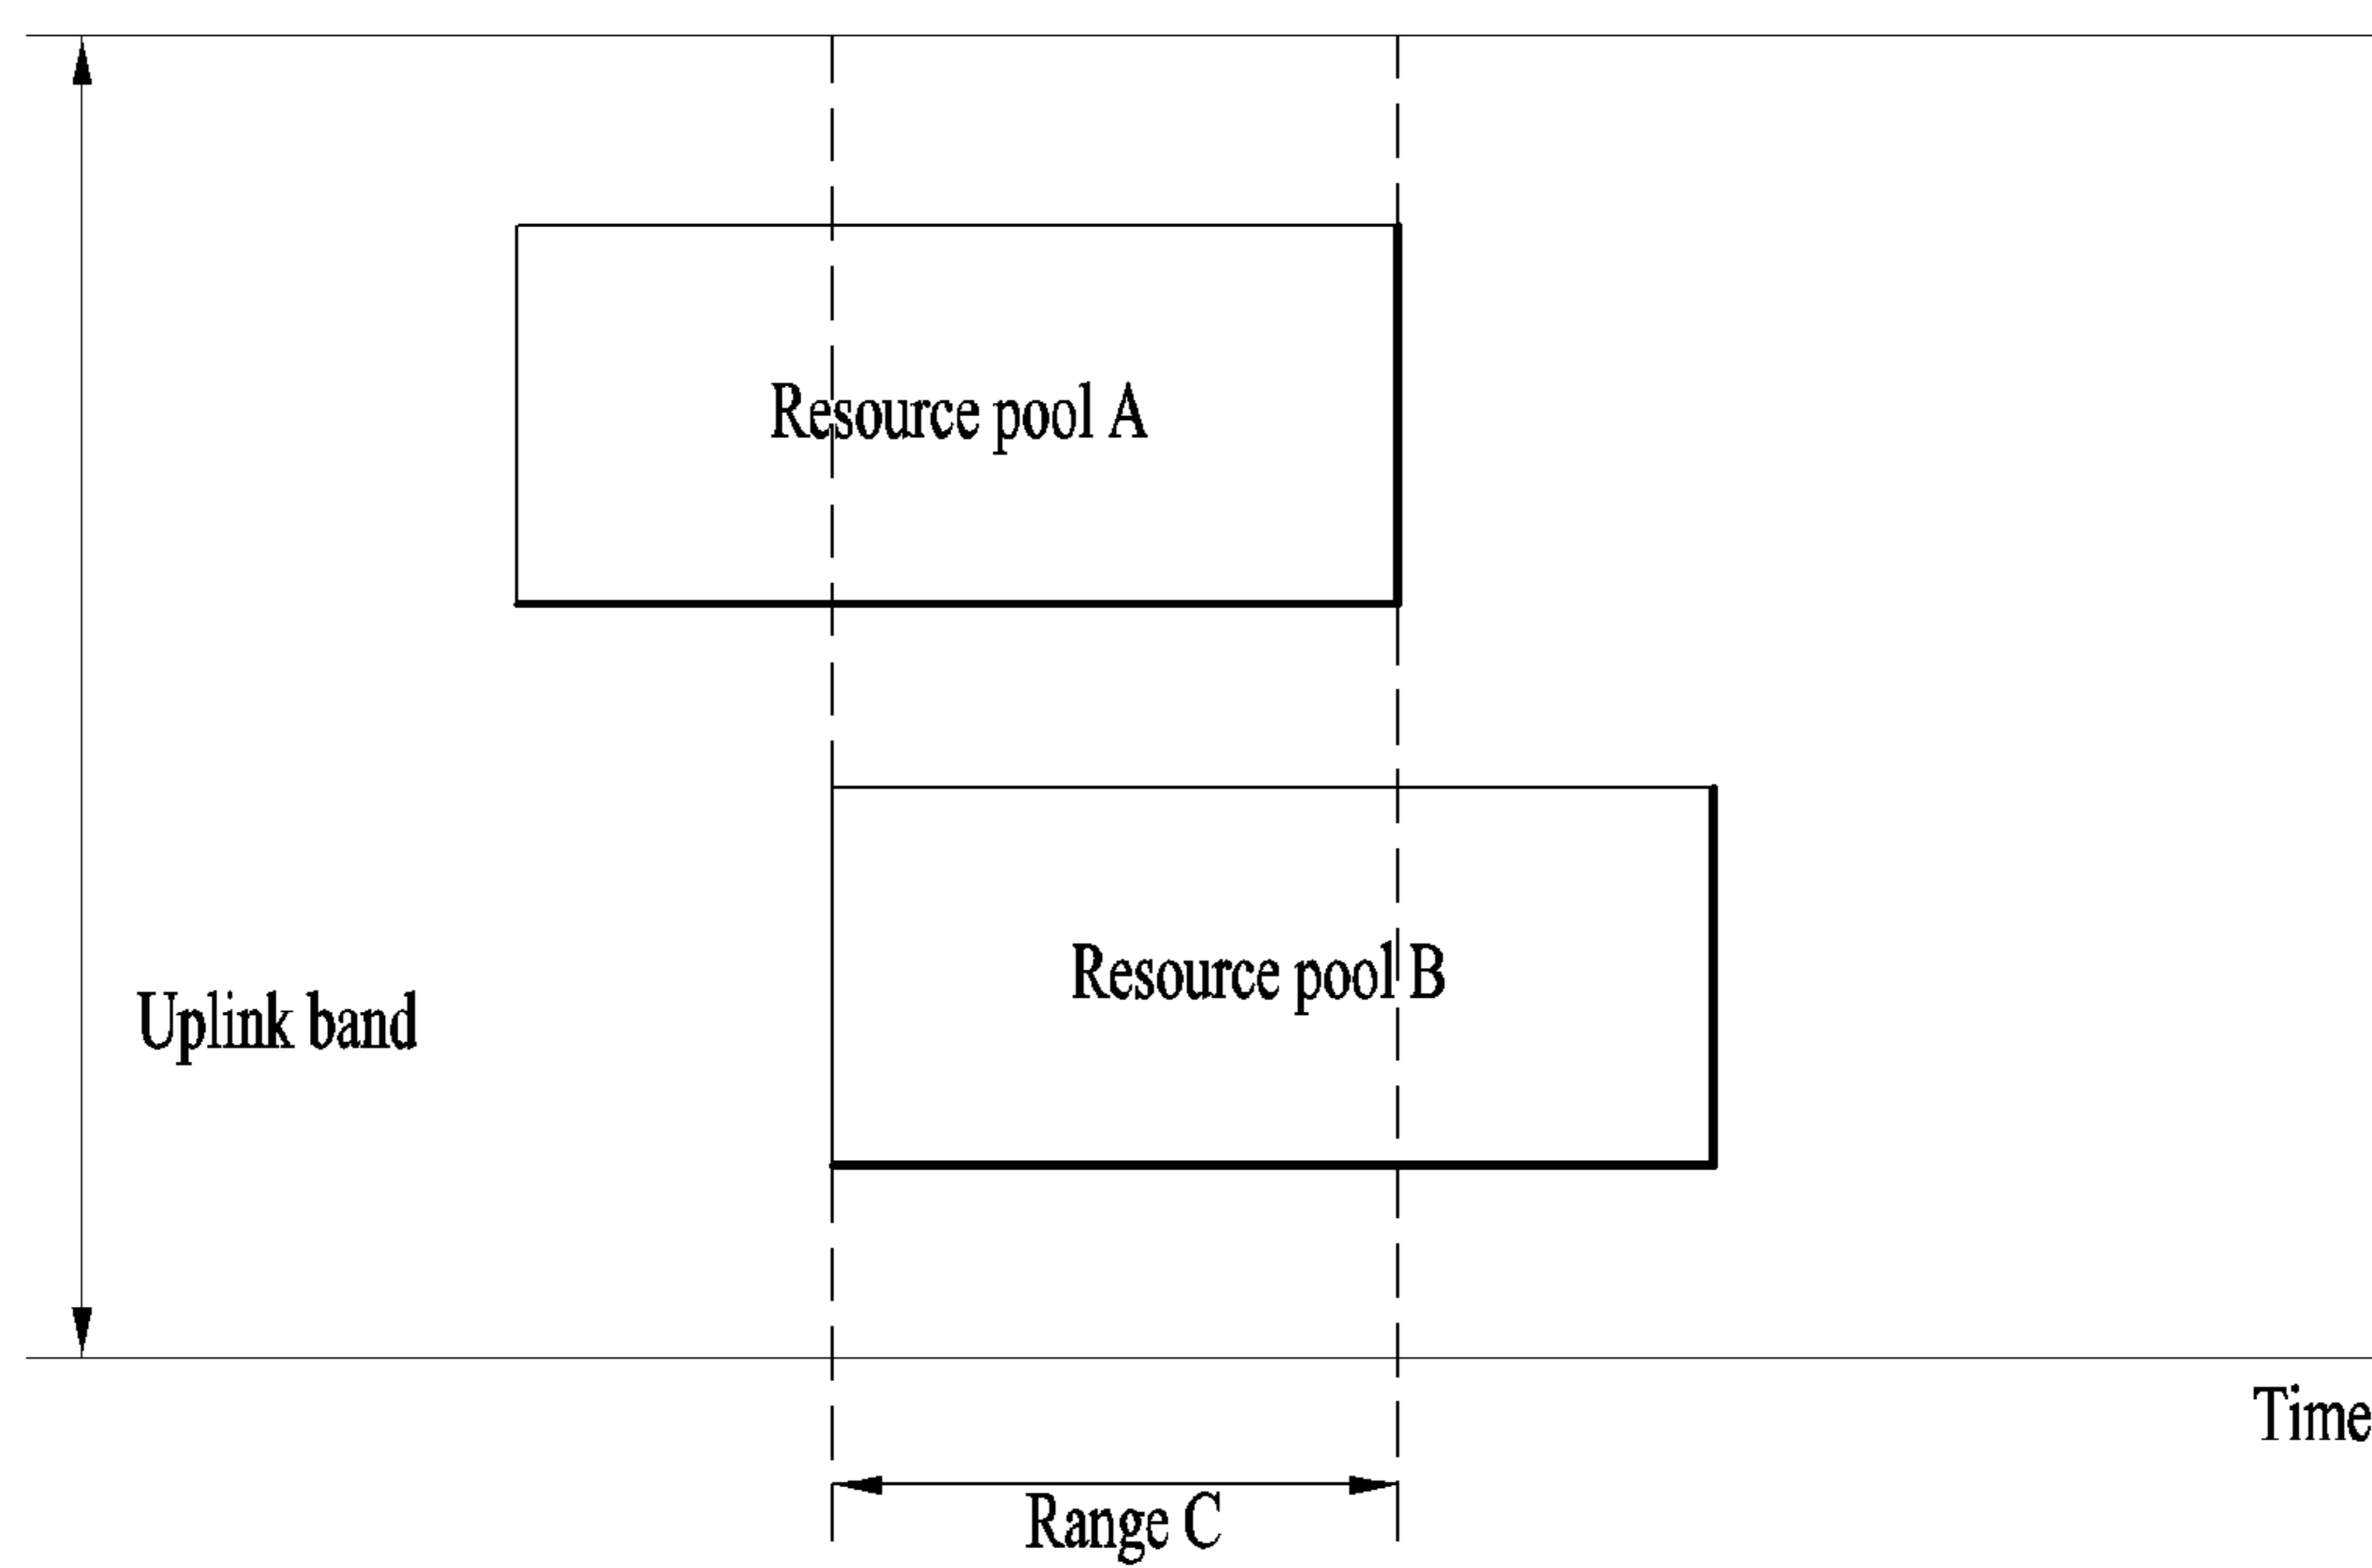 Resource pool A
Resource pool B
Uplink band
Time
Range C